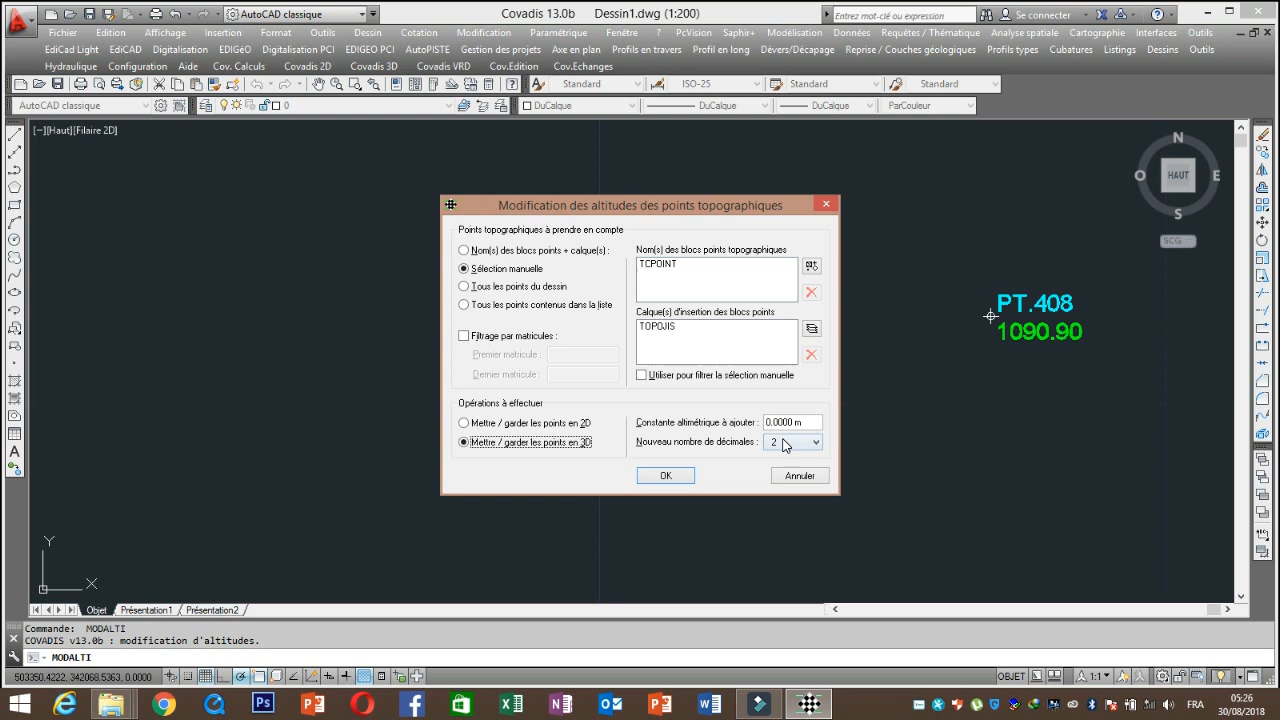 AutoCAD classique
Covadis 13.0b Dessin1.dwg (1:200)
Entrez mot-clé ou expression
Se connecter
Fichier Edition Affichage Insertion Format Outils Dessin Cotation Modification Paramétrique Fenêtre ? PcVision Saphir+ Modélisation Données Requêtes / Thématique Analyse spatiale Cartographie Interfaces Outils
EdiCad Light EdiCAD Digitalisation EDIGéO Digitalisation PCI EDIGEO PCI AutoPISTE Gestion des projets Axe en plan Profils en travers Profil en long Dévers/Décapage Reprise / Couches géologiques Profils types Cubatures Listings Dessins Outils
Hydraulique Configuration Aide Cov. Calculs Covadis 2D Covadis 3D Covadis VRD Cov.Edition Cov.Echanges
Standard ISO-25 Standard Standard
AutoCAD classique 0 DuCalque DuCalque DuCalque ParCouleur
[−][Haut][Filaire 2D]
N
O HAUT E
S
SCG
PT.408
1090.90
Modification des altitudes des points topographiques
Points topographiques à prendre en compte
Nom(s) des blocs points + calque(s) :
Sélection manuelle
Tous les points du dessin
Tous les points contenus dans la liste
Filtrage par matricules :
Premier matricule :
Dernier matricule :
Nom(s) des blocs points topographiques
TCPOINT
Calque(s) d'insertion des blocs points
TOPOJIS
Utiliser pour filtrer la sélection manuelle
Opérations à effectuer
Mettre / garder les points en 2D
Mettre / garder les points en 3D
Constante altimétrique à ajouter : 0.0000 m
Nouveau nombre de décimales : 2
OK Annuler
Y
X
Objet Présentation1 Présentation2
Commande: MODALTI
COVADIS v13.0b : modification d'altitudes.
MODALTI
503350.4222, 342068.5363, 0.0000
OBJET 1:1
FRA
05:26
30/08/2018